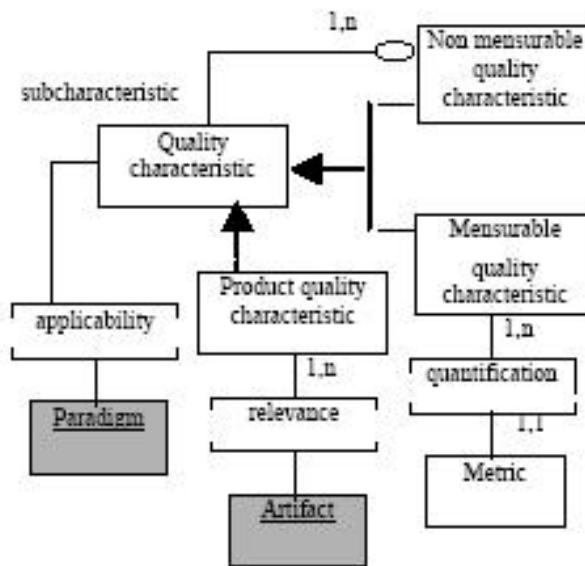 1,n
Non mensurable
quality
characteristic
subcharacteristic
Quality
characteristic
Mensurable
quality
characteristic
Product quality
characteristic
applicability
1,n
1,n
quantification
relevance
Paradigm
1,1
Metric
Artifact